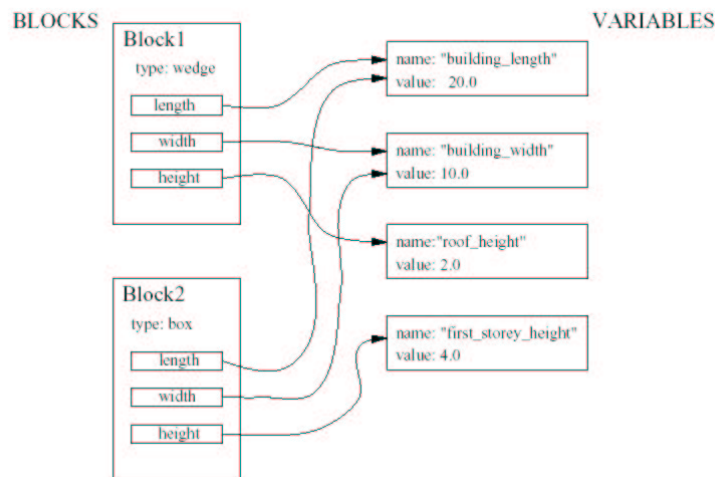 BLOCKS
VARIABLES
Block1
type: wedge
length
width
height
Block2
type: box
length
width
height
name: "building_length"
value: 20.0
name: "building_width"
value: 10.0
name:"roof_height"
value: 2.0
name: "first_storey_height"
value: 4.0